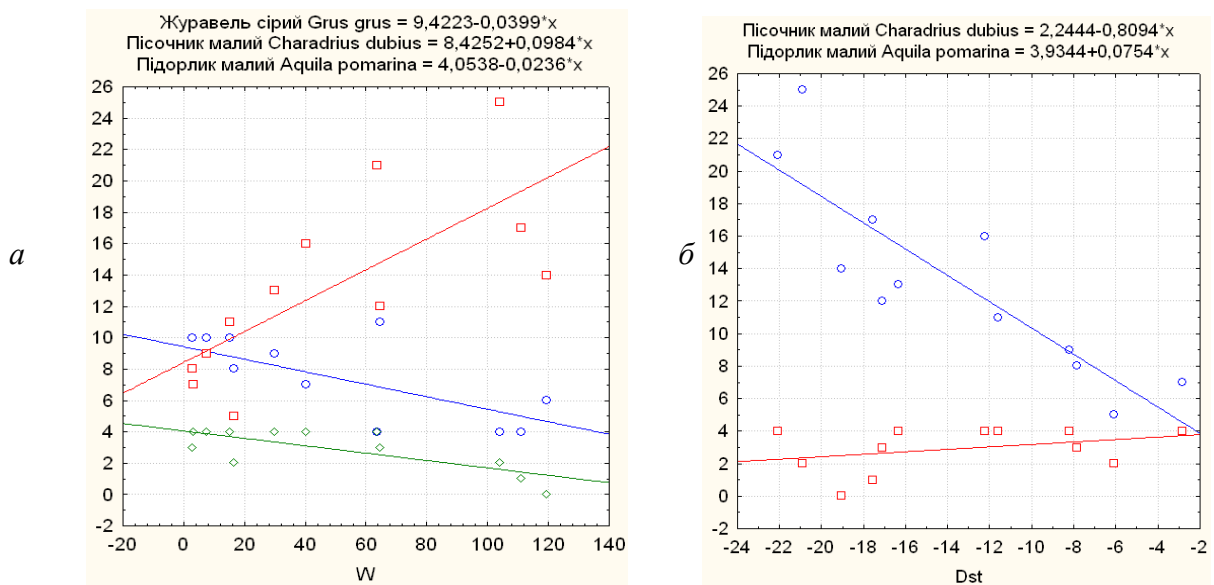 Журавель сірий Grus grus = 9,4223-0,0399*x
Пісочник малий Charadrius dubius = 8,4252+0,0984*x
Підорлик малий Aquila pomarina = 4,0538-0,0236*x
26
24
22
20
18
16
14
12
10
8
6
4
2
0
-2
-20 0 20 40 60 80 100 120 140
W
а
Пісочник малий Charadrius dubius = 2,2444-0,8094*x
Підорлик малий Aquila pomarina = 3,9344+0,0754*x
26
24
22
20
18
16
14
12
10
8
6
4
2
0
-2
-24 -22 -20 -18 -16 -14 -12 -10 -8 -6 -4 -2
Dst
б